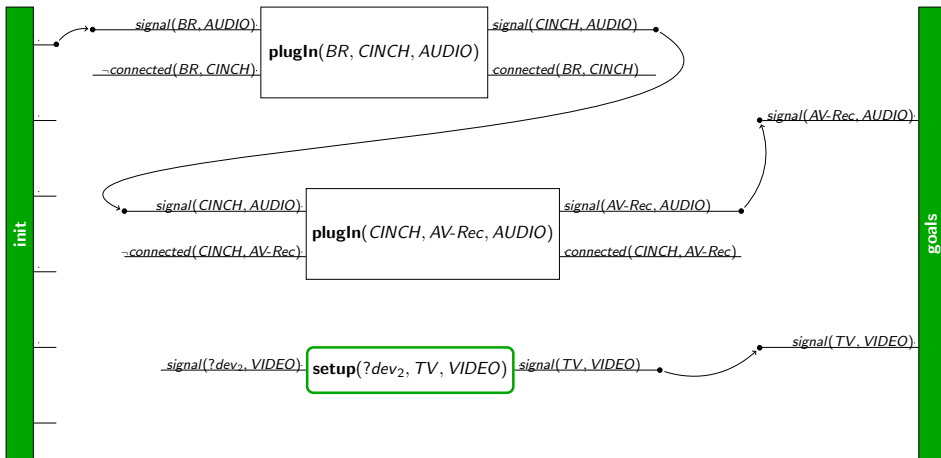 signal(BR, AUDIO)
signal(CINCH, AUDIO)
plugIn(BR, CINCH, AUDIO)
¬connected(BR, CINCH)
connected(BR, CINCH)
signal(AV-Rec, AUDIO)
signal(CINCH, AUDIO)
signal(AV-Rec, AUDIO)
plugIn(CINCH, AV-Rec, AUDIO)
¬connected(CINCH, AV-Rec)
connected(CINCH, AV-Rec)
init
goals
signal(TV, VIDEO)
signal(?dev₂, VIDEO)
setup(?dev₂, TV, VIDEO)
signal(TV, VIDEO)